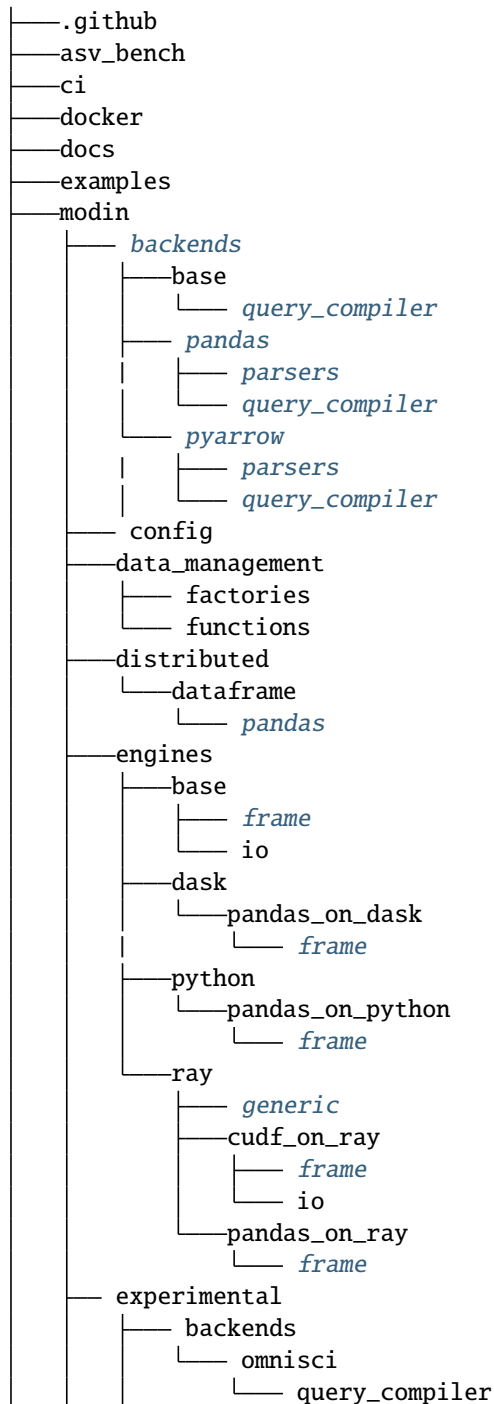 .github
asv_bench
ci
docker
docs
examples
modin
backends
base
query_compiler
pandas
parsers
query_compiler
pyarrow
parsers
query_compiler
config
data_management
factories
functions
distributed
dataframe
pandas
engines
base
frame
io
dask
pandas_on_dask
frame
python
pandas_on_python
frame
ray
generic
cudf_on_ray
frame
io
pandas_on_ray
frame
experimental
backends
omnisci
query_compiler